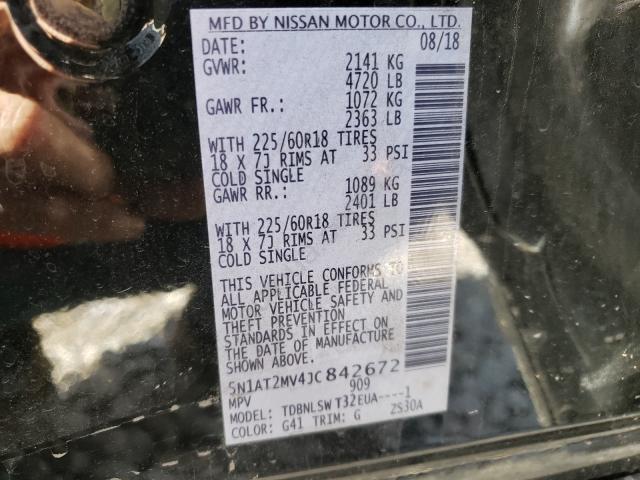 MFD BY NISSAN MOTOR CO., LTD.
DATE: 08/18
GVWR: 2141 KG
4720 LB
GAWR FR.: 1072 KG
2363 LB
WITH 225/60R18 TIRES
18 X 7J RIMS AT 33 PSI
COLD SINGLE
GAWR RR.: 1089 KG
2401 LB
WITH 225/60R18 TIRES
18 X 7J RIMS AT 33 PSI
COLD SINGLE
THIS VEHICLE CONFORMS TO
ALL APPLICABLE FEDERAL
MOTOR VEHICLE SAFETY AND
THEFT PREVENTION
STANDARDS IN EFFECT ON
THE DATE OF MANUFACTURE
SHOWN ABOVE.
5N1AT2MV4JC842672
MPV 909
MODEL: TDBNLSW T32EUA----1
COLOR: G41 TRIM: G 2S30A